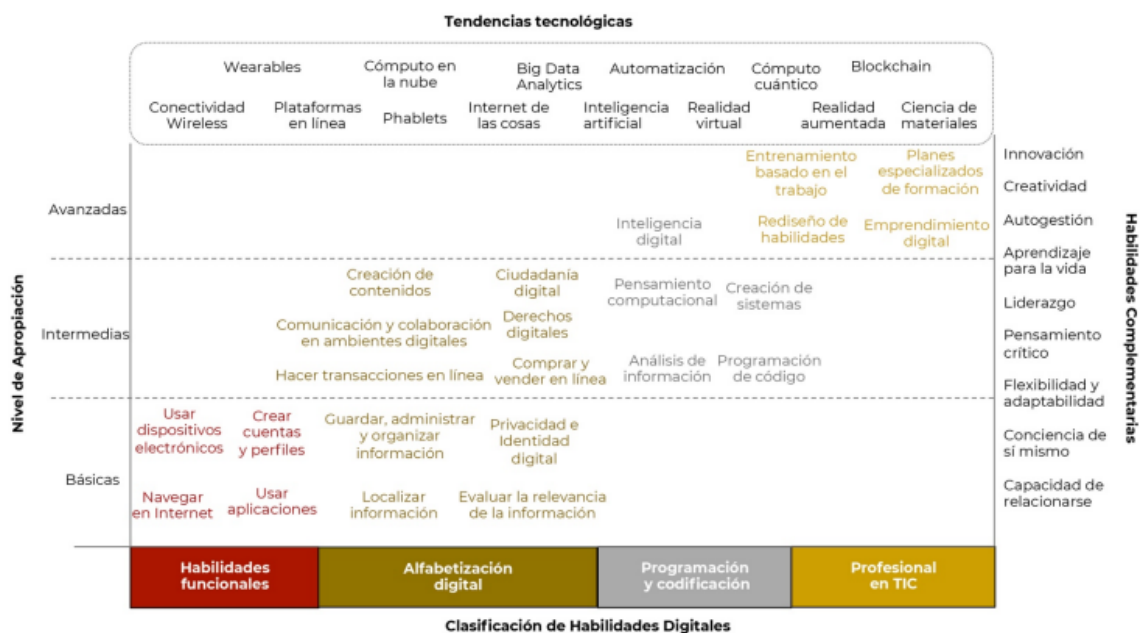 Tendencias tecnológicas
Wearables
Cómputo en
la nube
Big Data
Analytics
Automatización
Cómputo
cuántico
Blockchain
Conectividad
Wireless
Plataformas
en línea
Phablets
Internet de
las cosas
Inteligencia
artificial
Realidad
virtual
Realidad
aumentada
Ciencia de
materiales
Nivel de Apropiación
Avanzadas
Entrenamiento
basado en el
trabajo
Planes
especializados
de formación
Inteligencia
digital
Rediseño de
habilidades
Emprendimiento
digital
Intermedias
Creación de
contenidos
Ciudadanía
digital
Pensamiento
computacional
Creación de
sistemas
Comunicación y colaboración
en ambientes digitales
Derechos
digitales
Hacer transacciones en línea
Comprar y
vender en línea
Análisis de
información
Programación
de código
Básicas
Usar
dispositivos
electrónicos
Crear
cuentas
y perfiles
Guardar, administrar
y organizar
información
Privacidad e
Identidad
digital
Navegar
en Internet
Usar
aplicaciones
Localizar
información
Evaluar la relevancia
de la información
Innovación
Creatividad
Autogestión
Aprendizaje
para la vida
Liderazgo
Pensamiento
crítico
Flexibilidad y
adaptabilidad
Conciencia de
sí mismo
Capacidad de
relacionarse
Habilidades Complementarias
Habilidades
funcionales
Alfabetización
digital
Programación
y codificación
Profesional
en TIC
Clasificación de Habilidades Digitales